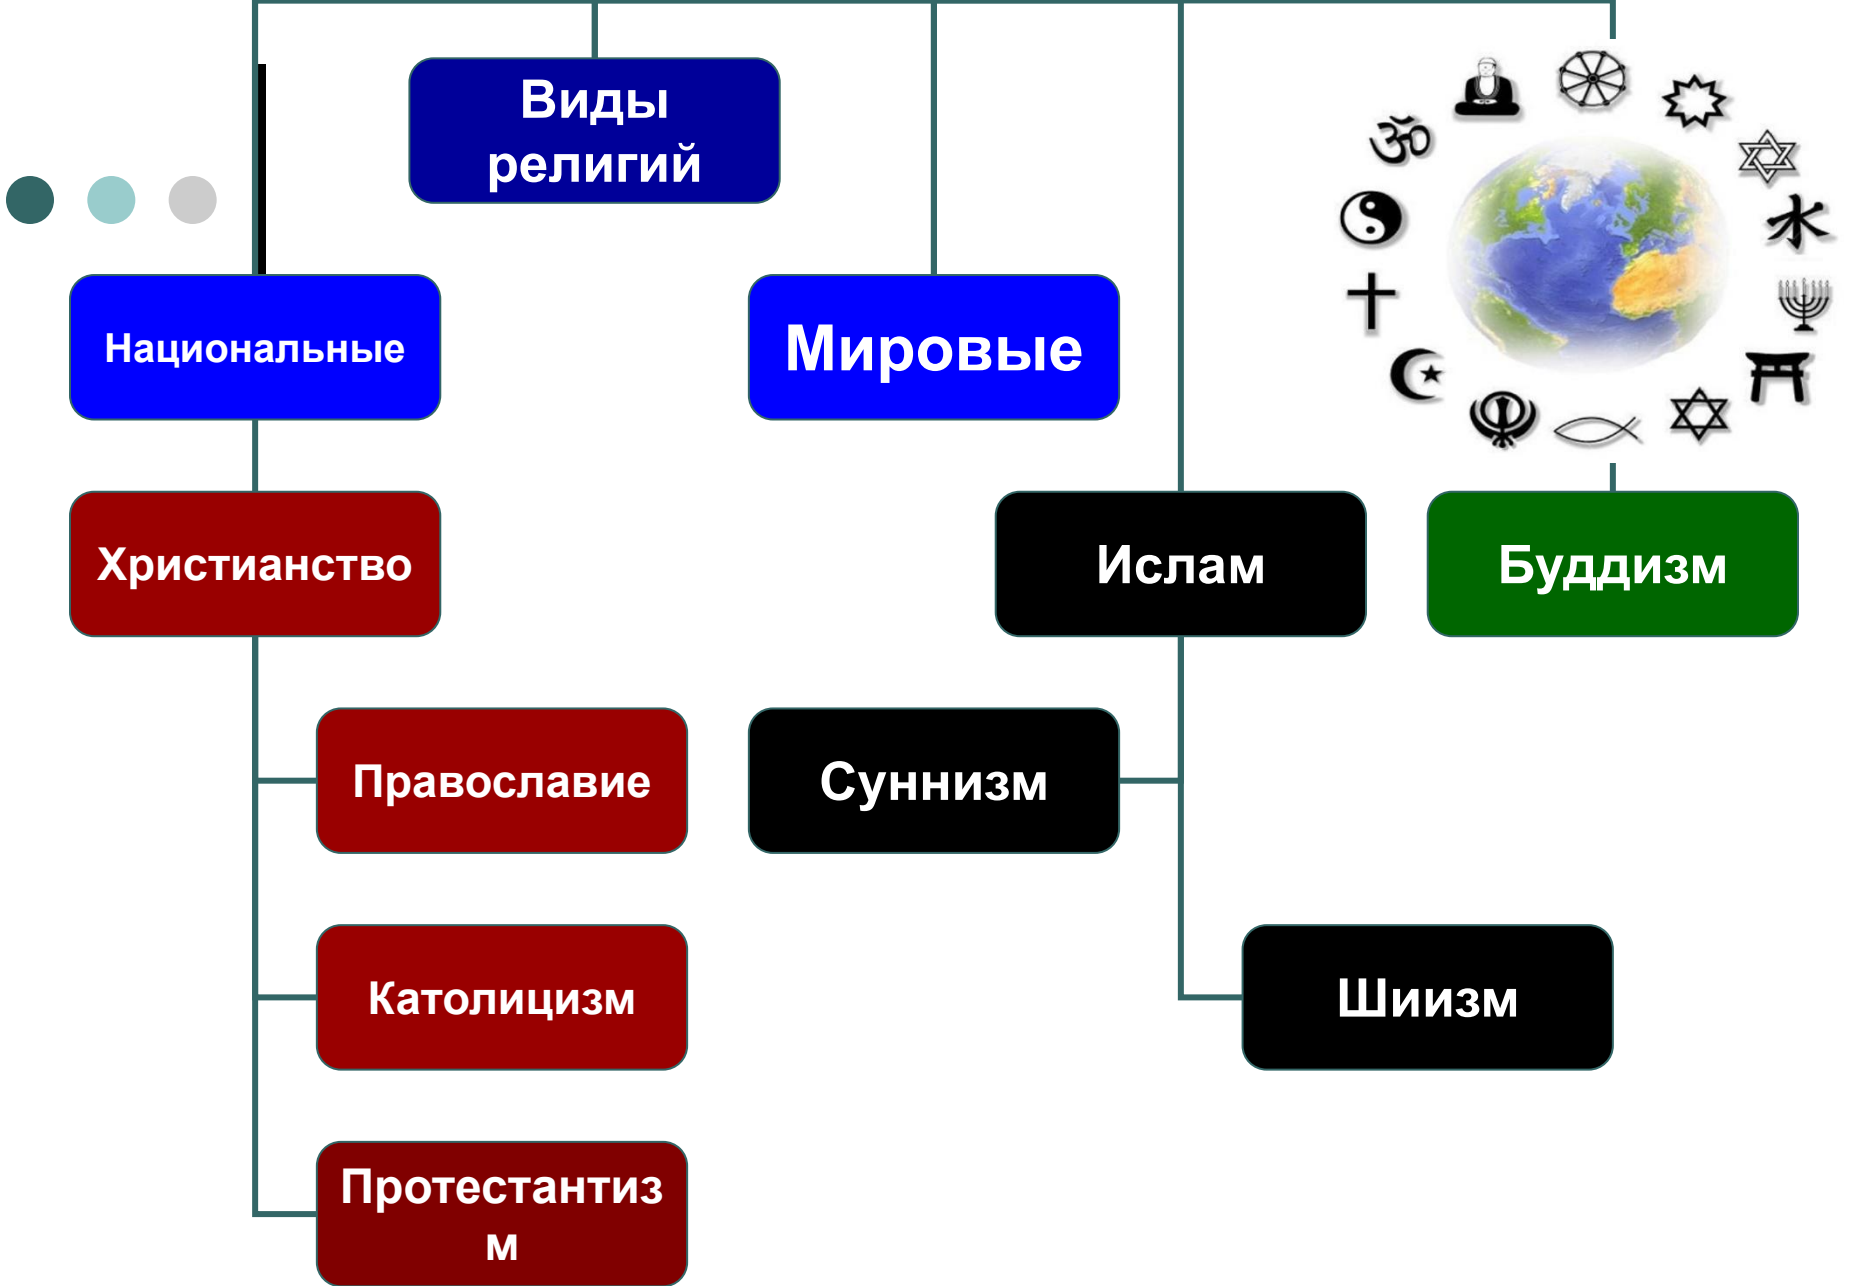 Виды
религий
Национальные
Мировые
Христианство
Ислам
Буддизм
Православие
Суннизм
Католицизм
Шиизм
Протестантиз
м